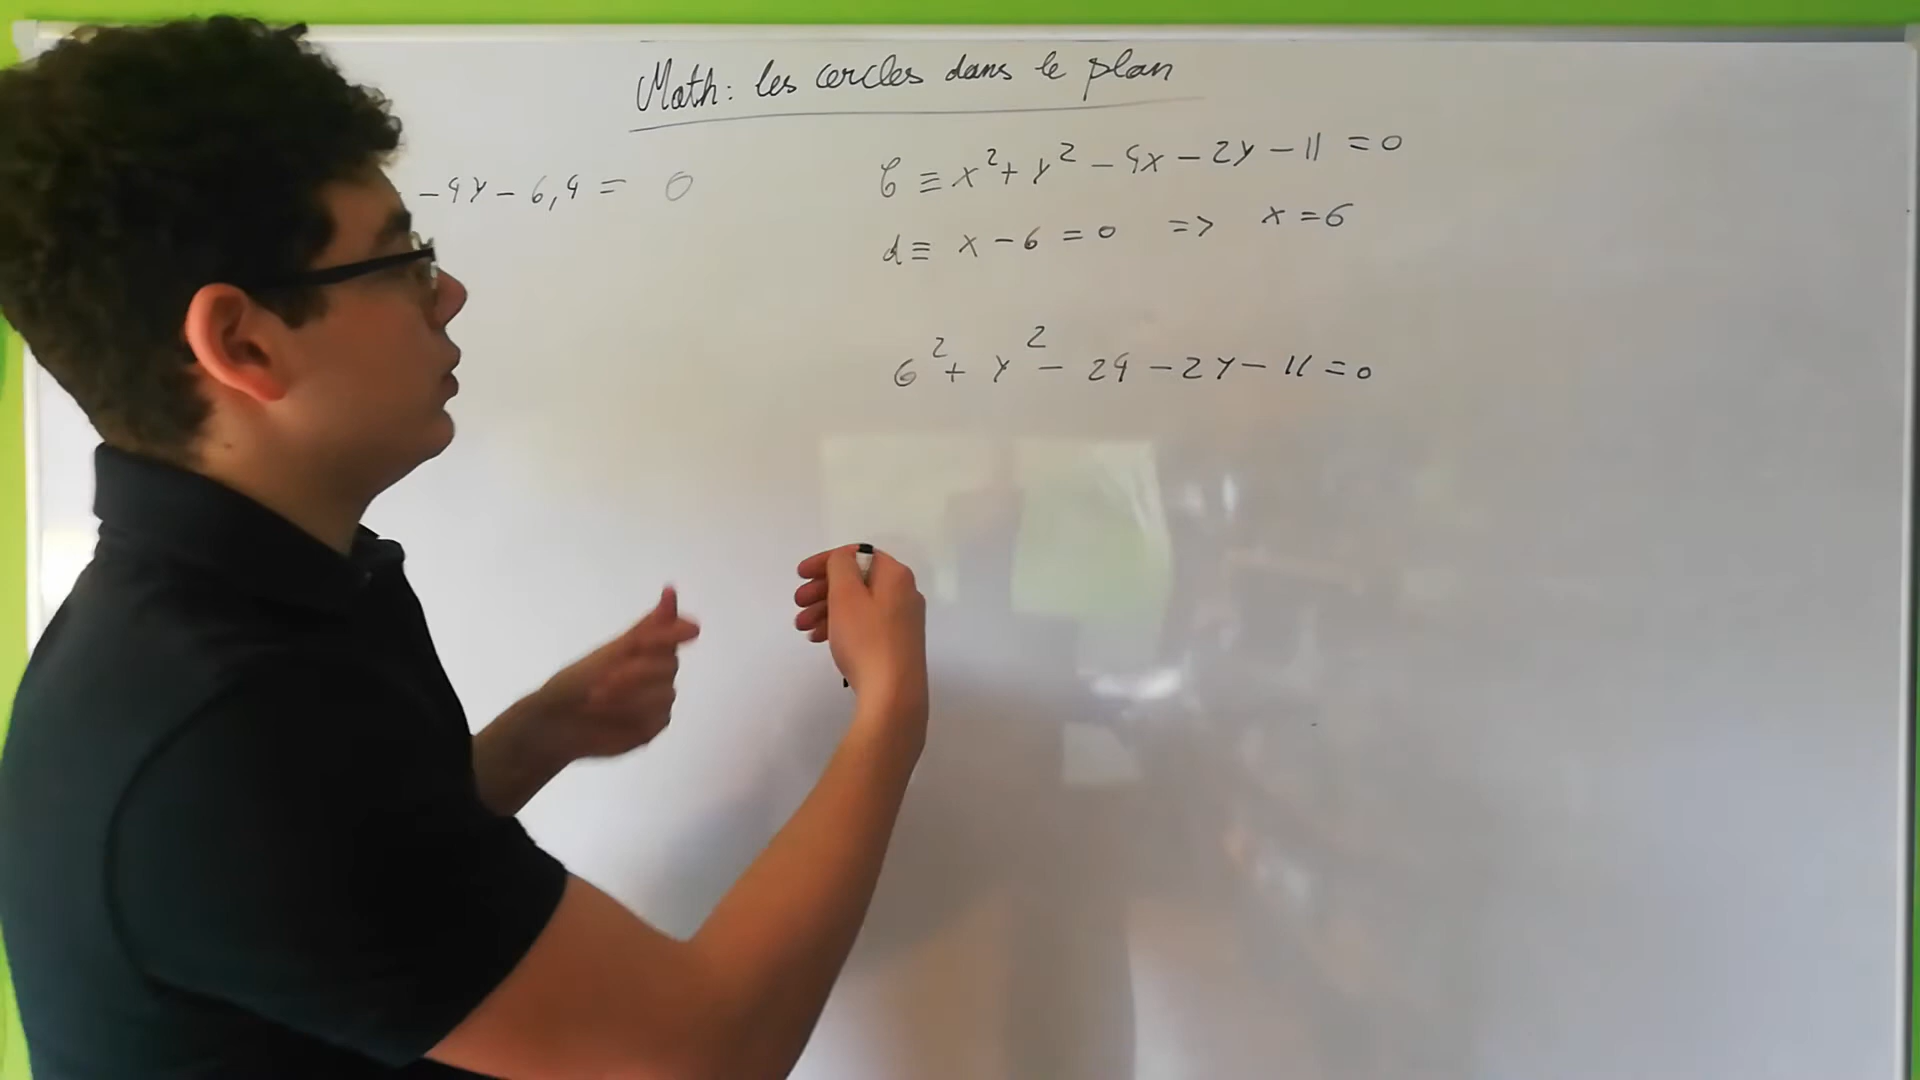 Math: les cercles dans le plan
-4y - 6,4 = 0
C ≡ x² + y² - 4x - 2y - 11 = 0
d ≡ x - 6 = 0 => x = 6
6² + y² - 24 - 2y - 11 = 0